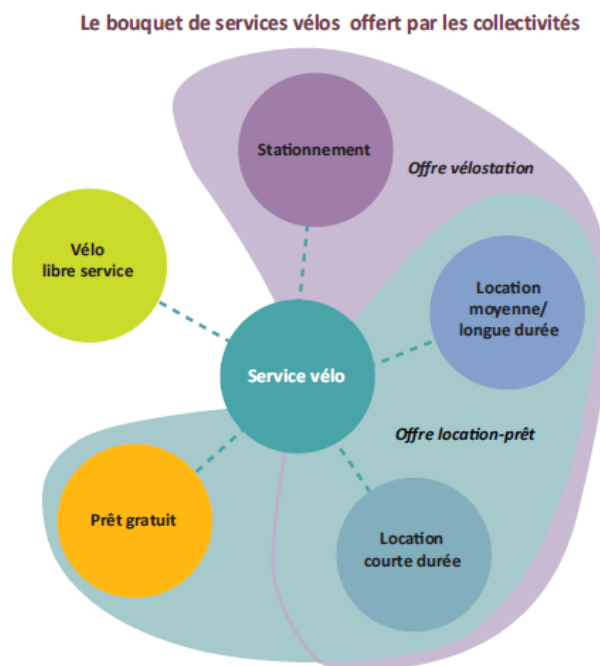 Le bouquet de services vélos offert par les collectivités
Stationnement
Offre vélostation
Vélo
libre service
Location
moyenne/
longue durée
Service vélo
Offre location-prêt
Prêt gratuit
Location
courte durée